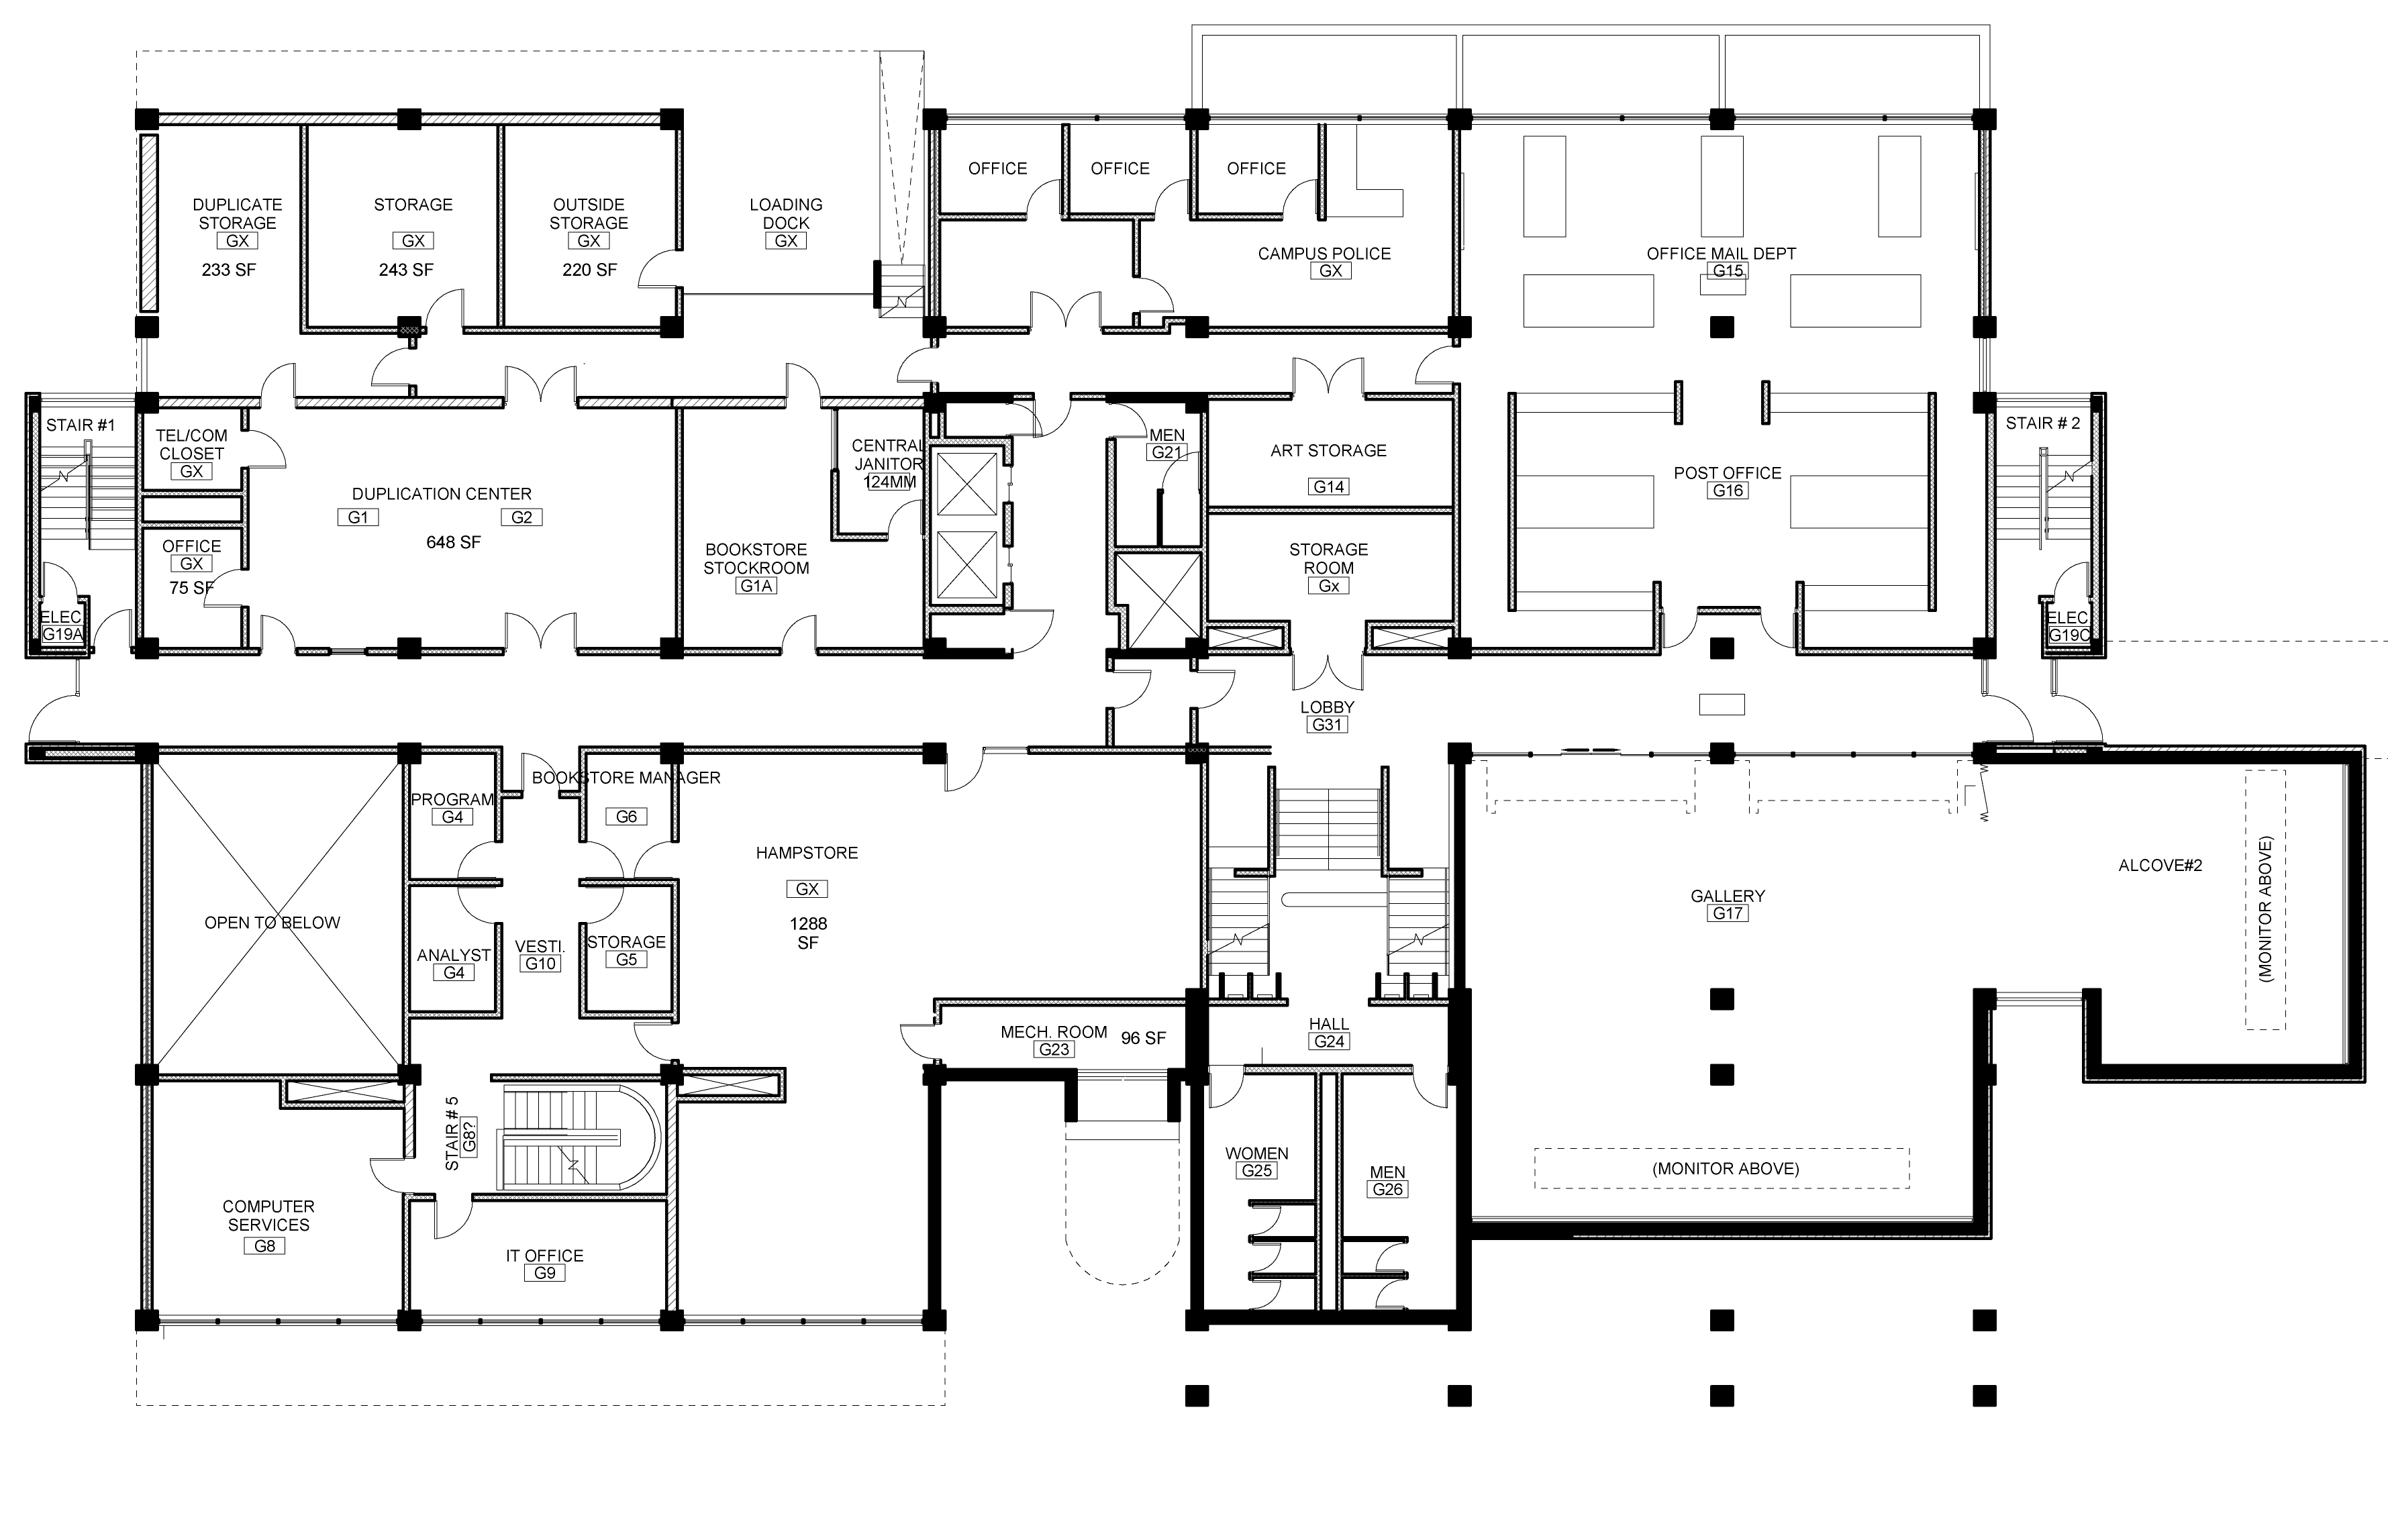 DUPLICATE
STORAGE
GX
233 SF
STORAGE
GX
243 SF
OUTSIDE
STORAGE
GX
220 SF
LOADING
DOCK
GX
OFFICE
OFFICE
OFFICE
CAMPUS POLICE
GX
OFFICE MAIL DEPT
G15
STAIR #1
TEL/COM
CLOSET
GX
DUPLICATION CENTER
G1
G2
648 SF
OFFICE
GX
75 SF
ELEC
G19A
BOOKSTORE
STOCKROOM
G1A
CENTRAL
JANITOR
124MM
MEN
G21
ART STORAGE
G14
STORAGE
ROOM
Gx
POST OFFICE
G16
STAIR # 2
ELEC
G19C
LOBBY
G31
OPEN TO BELOW
PROGRAM
G4
BOOKSTORE MANAGER
G6
ANALYST
G4
VESTI.
G10
STORAGE
G5
HAMPSTORE
GX
1288
SF
MECH. ROOM
G23
96 SF
HALL
G24
GALLERY
G17
ALCOVE#2
(MONITOR ABOVE)
STAIR # 5
G8?
COMPUTER
SERVICES
G8
IT OFFICE
G9
WOMEN
G25
MEN
G26
(MONITOR ABOVE)